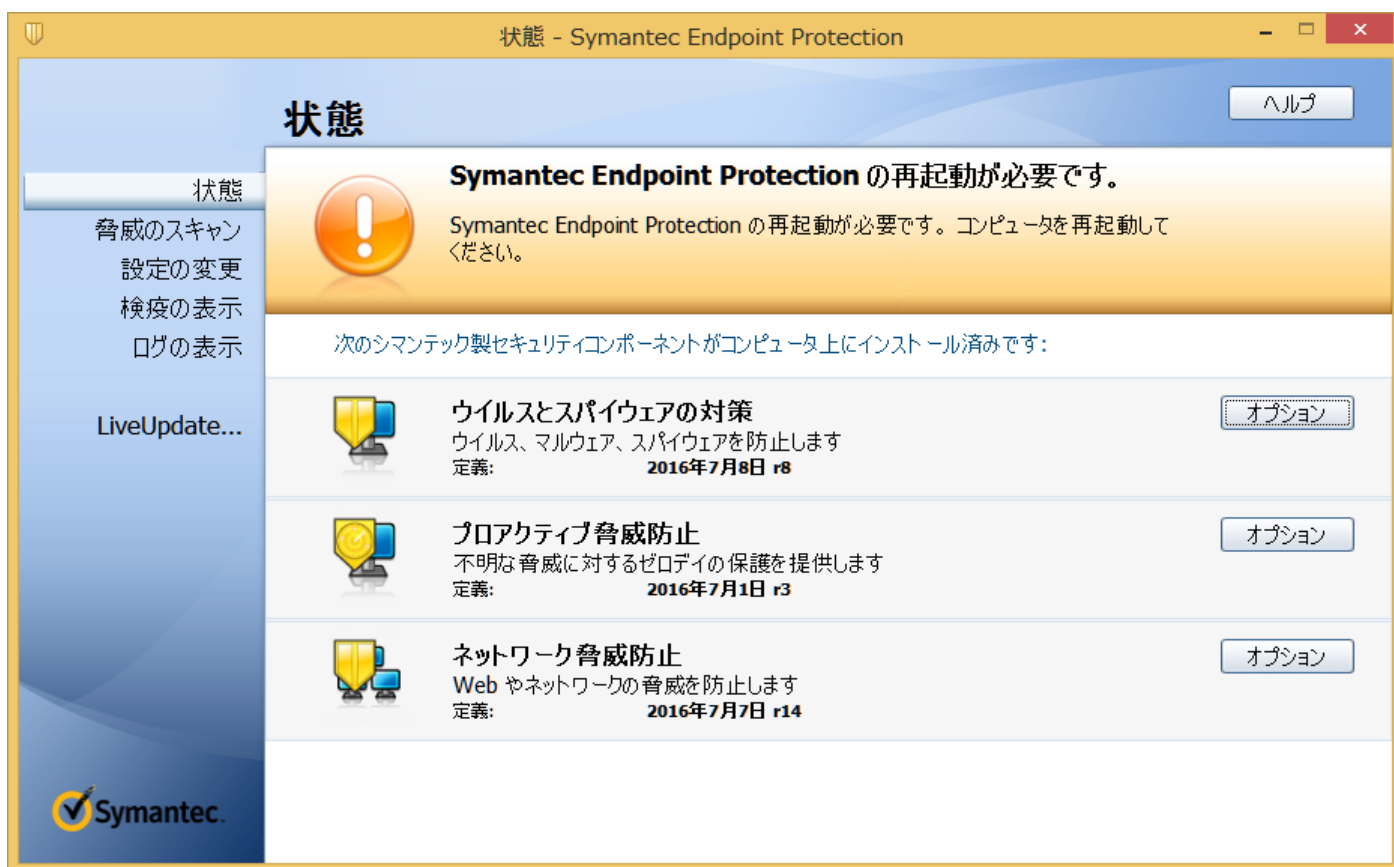 状態 - Symantec Endpoint Protection
状態
ヘルプ
状態
脅威のスキャン
設定の変更
検疫の表示
ログの表示
LiveUpdate...
Symantec Endpoint Protection の再起動が必要です。
Symantec Endpoint Protection の再起動が必要です。コンピュータを再起動して
ください。
次のシマンテック製セキュリティコンポーネントがコンピュータ上にインストール済みです:
ウイルスとスパイウェアの対策
オプション
ウイルス、マルウェア、スパイウェアを防止します
定義: 2016年7月8日 r8
プロアクティブ脅威防止
オプション
不明な脅威に対するゼロデイの保護を提供します
定義: 2016年7月1日 r3
ネットワーク脅威防止
オプション
Web やネットワークの脅威を防止します
定義: 2016年7月7日 r14
Symantec.